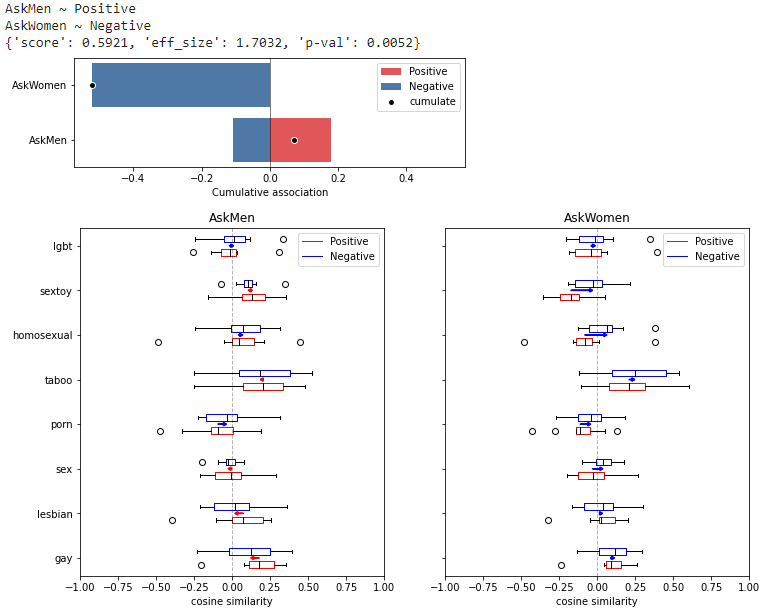 AskMen ~ Positive
AskWomen ~ Negative
{'score': 0.5921, 'eff_size': 1.7032, 'p-val': 0.0052}
Positive
Negative
cumulate
AskWomen
AskMen
−0.4 −0.2 0.0 0.2 0.4
Cumulative association
AskMen
Positive
Negative
lgbt
sextoy
homosexual
taboo
porn
sex
lesbian
gay
−1.00 −0.75 −0.50 −0.25 0.00 0.25 0.50 0.75 1.00
cosine similarity
AskWomen
Positive
Negative
−1.00 −0.75 −0.50 −0.25 0.00 0.25 0.50 0.75 1.00
cosine similarity